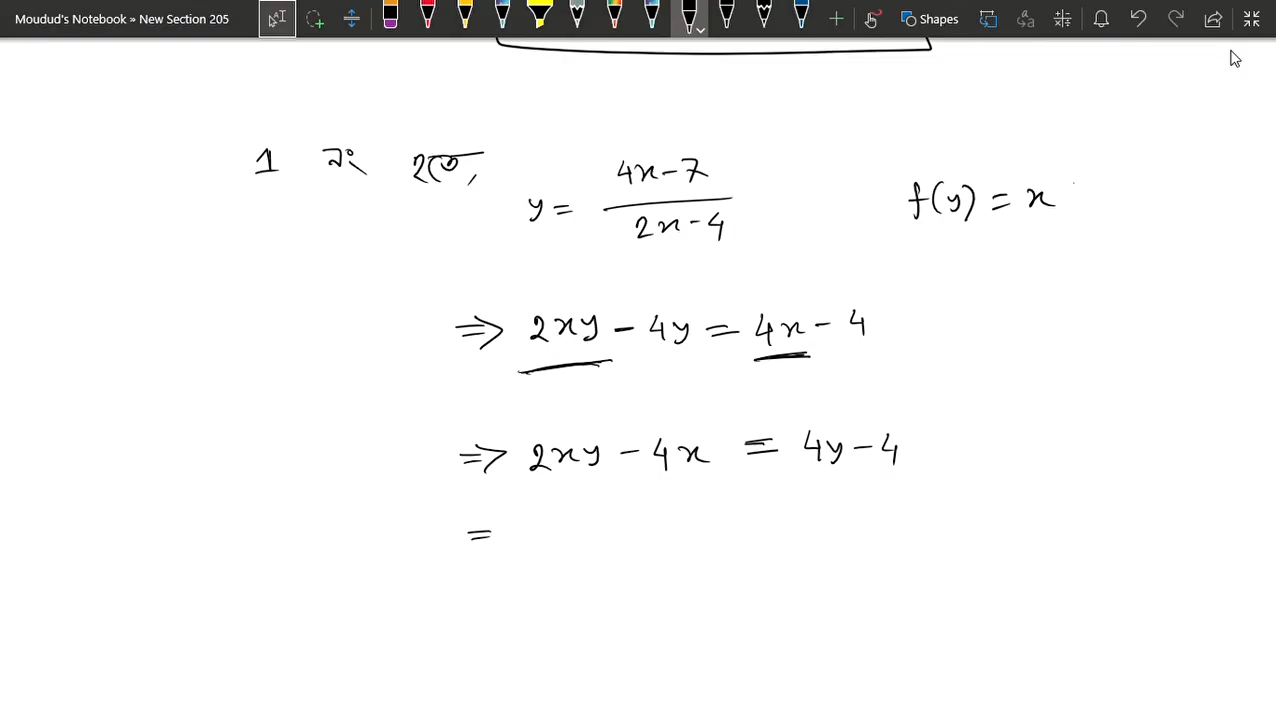 Moudud's Notebook » New Section 205
Shapes
1 নং হতে,
y = (4x-7)/(2x-4)
f(y) = x
⇒ 2xy - 4y = 4x - 4
⇒ 2xy - 4x = 4y - 4
=